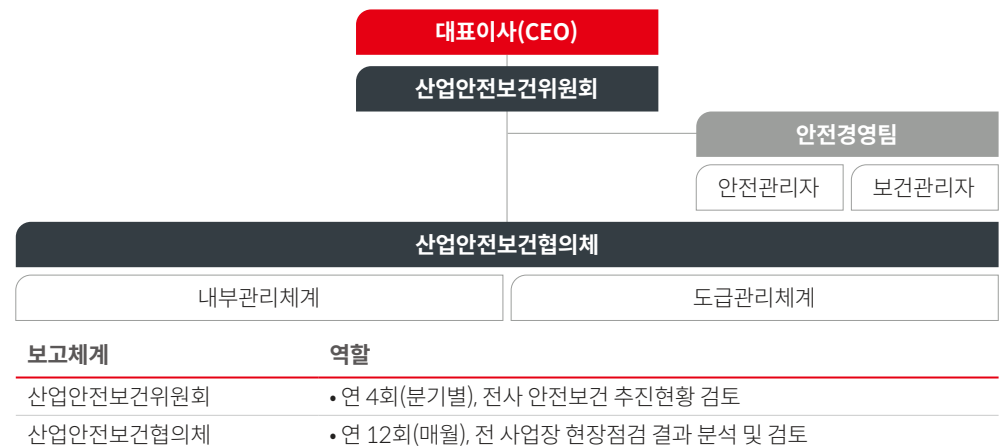 대표이사(CEO)
산업안전보건위원회
안전경영팀
안전관리자 보건관리자
산업안전보건협의체
내부관리체계 도급관리체계
보고체계 역할
산업안전보건위원회 • 연 4회(분기별), 전사 안전보건 추진현황 검토
산업안전보건협의체 • 연 12회(매월), 전 사업장 현장점검 결과 분석 및 검토